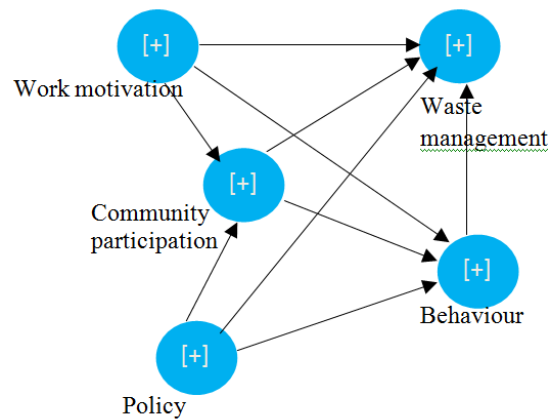 [+]
[+]
Work motivation
Waste
management
[+]
Community
participation
[+]
Behaviour
[+]
Policy